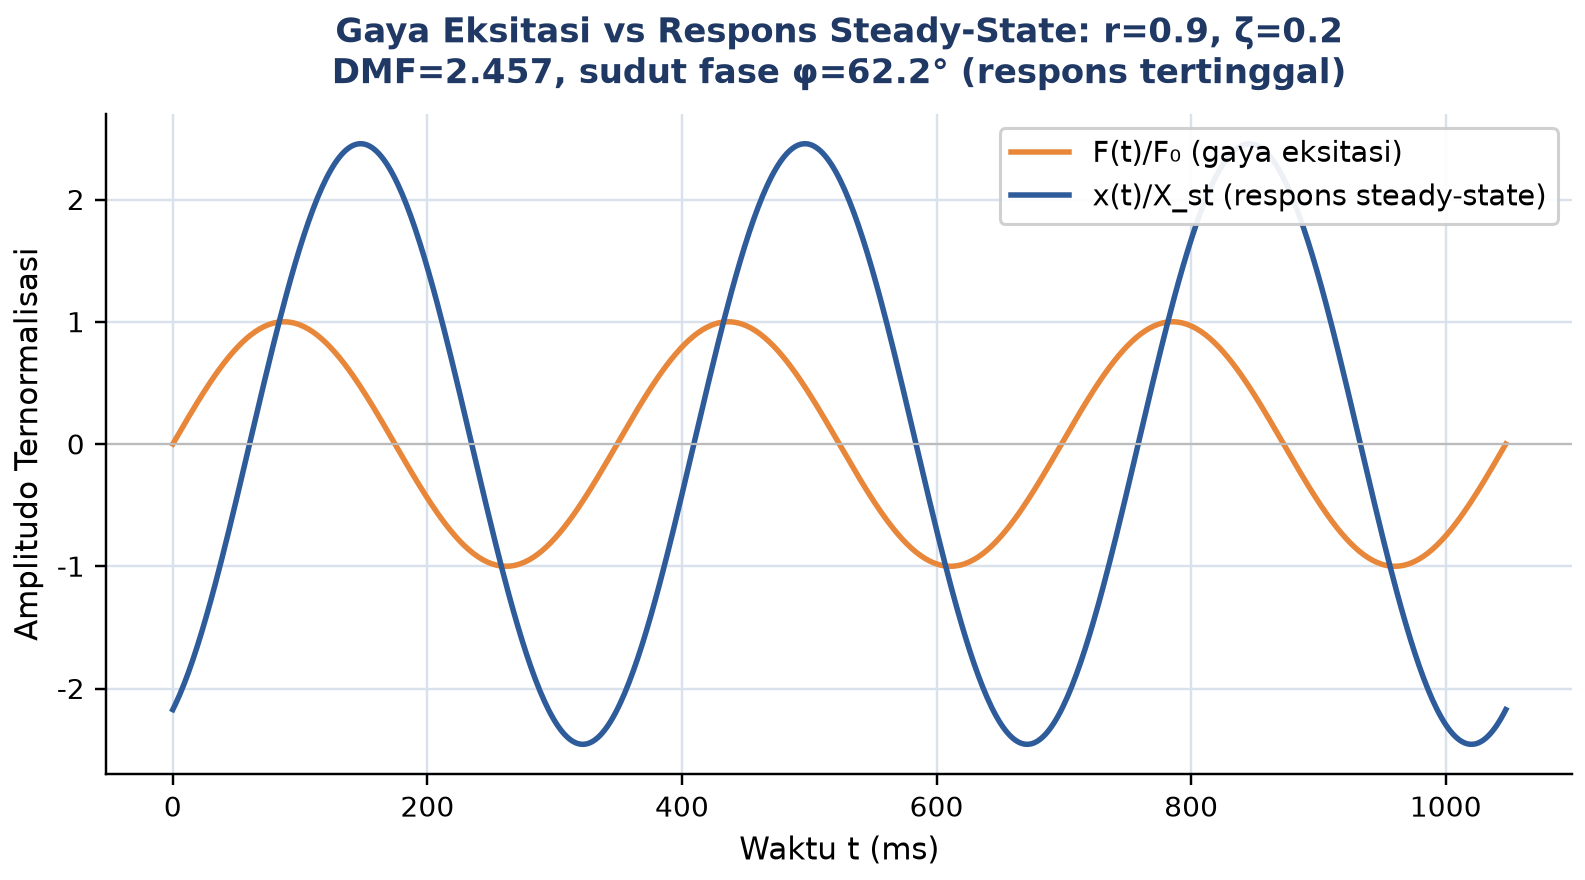 Gaya Eksitasi vs Respons Steady-State: r=0.9, ζ=0.2
DMF=2.457, sudut fase φ=62.2° (respons tertinggal)
F(t)/F₀ (gaya eksitasi)
x(t)/X_st (respons steady-state)
Amplitudo Ternormalisasi
2
1
0
-1
-2
0 200 400 600 800 1000
Waktu t (ms)